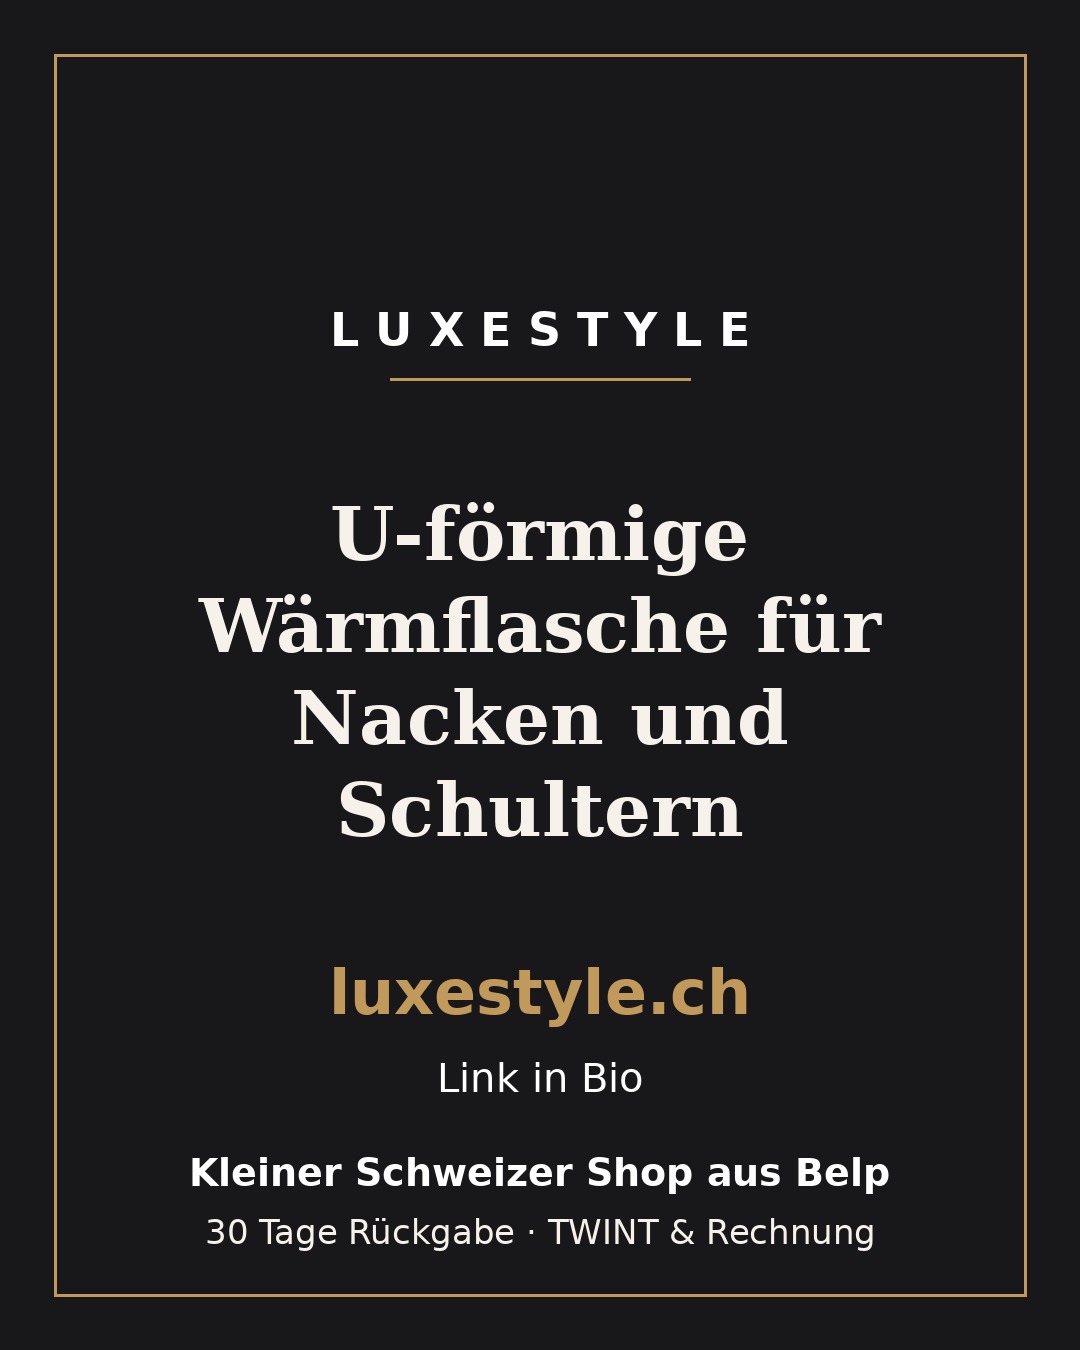 LUXESTYLE
U-förmige
Wärmflasche für
Nacken und
Schultern
luxestyle.ch
Link in Bio
Kleiner Schweizer Shop aus Belp
30 Tage Rückgabe · TWINT & Rechnung